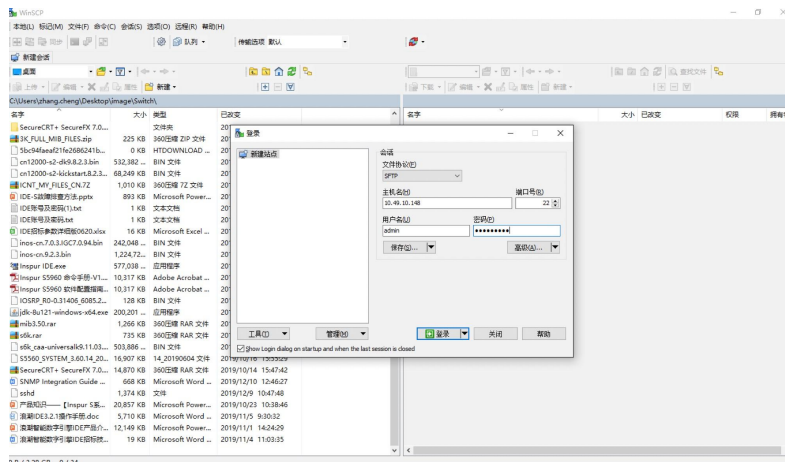 WinSCP
本地(L) 标记(M) 文件(F) 命令(C) 会话(S) 选项(O) 远程(R) 帮助(H)
同步 队列 传输选项 默认
新建会话
桌面 查找文件
上传 编辑 属性 新建 下载 编辑 属性 新建
C:\Users\zhang.cheng\Desktop\image\Switch\
名字 大小 类型 已改变 名字 大小 已改变 权限 拥有
SecureCRT+ SecureFX 7.0.... 文件夹
3K_FULL_MIB_FILES.zip 225 KB 360压缩 ZIP 文件
5bc94faeaf21fe2686241b... 0 KB HTDOWNLOAD ...
cn12000-s2-dk9.8.2.3.bin 532,382 ... BIN 文件
cn12000-s2-kickstart.8.2.3... 68,249 KB BIN 文件
ICNT_MY_FILES_CN.7Z 1,010 KB 360压缩 7Z 文件
IDE-S故障排查方法.pptx 893 KB Microsoft Power...
IDE账号及密码(1).txt 1 KB 文本文档
IDE账号及密码.txt 1 KB 文本文档
IDE招标参数详细版0620.xlsx 16 KB Microsoft Excel ...
inos-cn.7.0.3.IGC7.0.94.bin 242,048 ... BIN 文件
inos-cn.9.2.3.bin 1,224,72... BIN 文件
Inspur IDE.exe 577,038 ... 应用程序
Inspur S5960 命令手册-V1.... 10,317 KB Adobe Acrobat ...
Inspur S5960 软件配置指南... 10,317 KB Adobe Acrobat ...
IOSRP_R0-0.31406_6085.2... 128 KB BIN 文件
jdk-8u121-windows-x64.exe 200,201 ... 应用程序
mib3.50.rar 1,266 KB 360压缩 RAR 文件
s6k.rar 735 KB 360压缩 RAR 文件
s6k_caa-universalk9.11.03.... 503,886 ... BIN 文件
S5560_SYSTEM_3.60.14_20... 16,907 KB 14_20190604 文件 2019/10/16 15:55:29
SecureCRT+ SecureFX 7.0.... 14,870 KB 360压缩 RAR 文件 2019/10/14 15:47:42
SNMP Integration Guide ... 668 KB Microsoft Word ... 2019/12/10 12:46:27
sshd 1,374 KB 文件 2019/12/9 10:47:48
产品知识——【Inspur S系... 20,857 KB Microsoft Power... 2019/10/23 10:38:46
浪潮IDE3.2.1操作手册.doc 5,710 KB Microsoft Word ... 2019/11/5 9:30:32
浪潮智能数字引擎IDE产品介... 12,149 KB Microsoft Power... 2019/11/1 14:24:29
浪潮智能数字引擎IDE招标技... 19 KB Microsoft Word ... 2019/11/4 11:03:35
登录
新建站点
会话
文件协议(F)
SFTP
主机名(H) 端口号(R)
10.49.10.148 22
用户名(U) 密码(P)
admin •••••••••
保存(S)... 高级(A)...
工具(T) 管理(M) 登录 关闭 帮助
Show Login dialog on startup and when the last session is closed